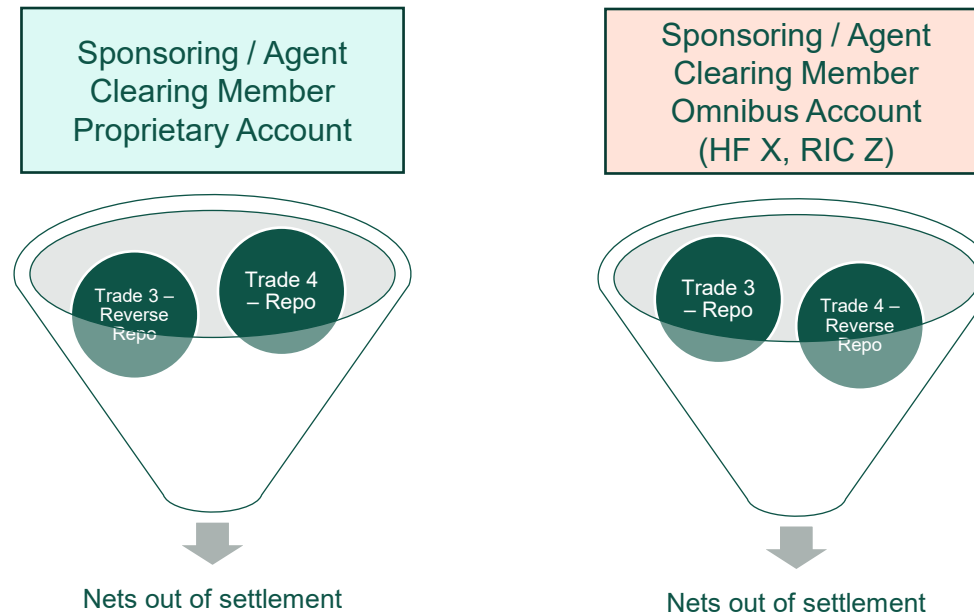 Sponsoring / Agent
Clearing Member
Proprietary Account
Trade 3 –
Reverse
Repo
Trade 4
– Repo
Nets out of settlement
Sponsoring / Agent
Clearing Member
Omnibus Account
(HF X, RIC Z)
Trade 3
– Repo
Trade 4 –
Reverse
Repo
Nets out of settlement